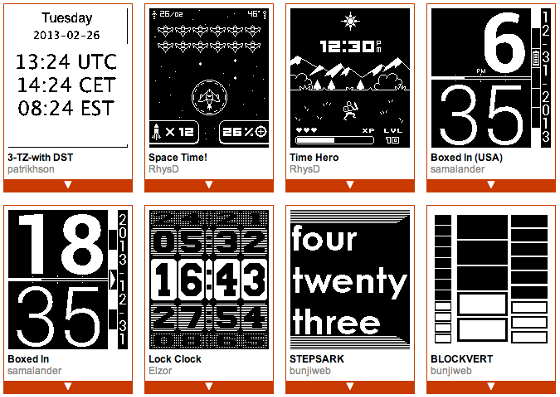 Tuesday
2013-02-26
13:24 UTC
14:24 CET
08:24 EST
3-TZ-with DST
patrikhson
26/02 46°
X 12 26%
Space Time!
RhysD
12:30 PM
XP LVL
10
Time Hero
RhysD
6
PM
35
Boxed In (USA)
samalander
18
35
2013-12-31
Boxed In
samalander
05:32
16:43
27:54
Lock Clock
Elzor
four
twenty
three
STEPSARK
bunjiweb
BLOCKVERT
bunjiweb